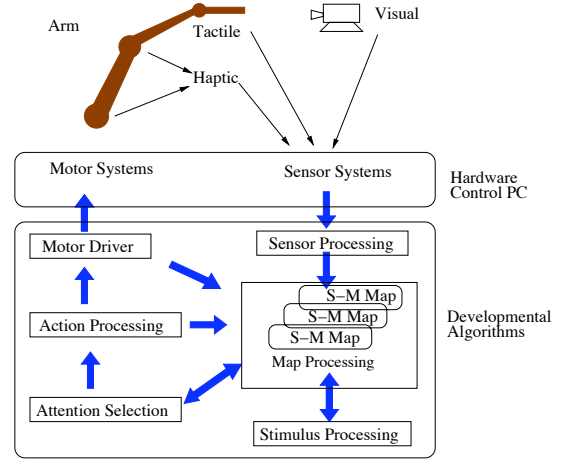 Arm
Tactile
Visual
Haptic
Motor Systems
Sensor Systems
Hardware
Control PC
Motor Driver
Sensor Processing
S−M Map
S−M Map
S−M Map
Map Processing
Action Processing
Developmental
Algorithms
Attention Selection
Stimulus Processing